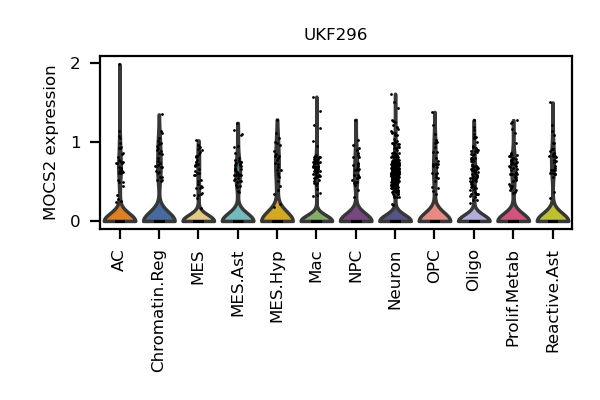 UKF296
MOCS2 expression
2
1
0
AC
Chromatin.Reg
MES
MES.Ast
MES.Hyp
Mac
NPC
Neuron
OPC
Oligo
Prolif.Metab
Reactive.Ast